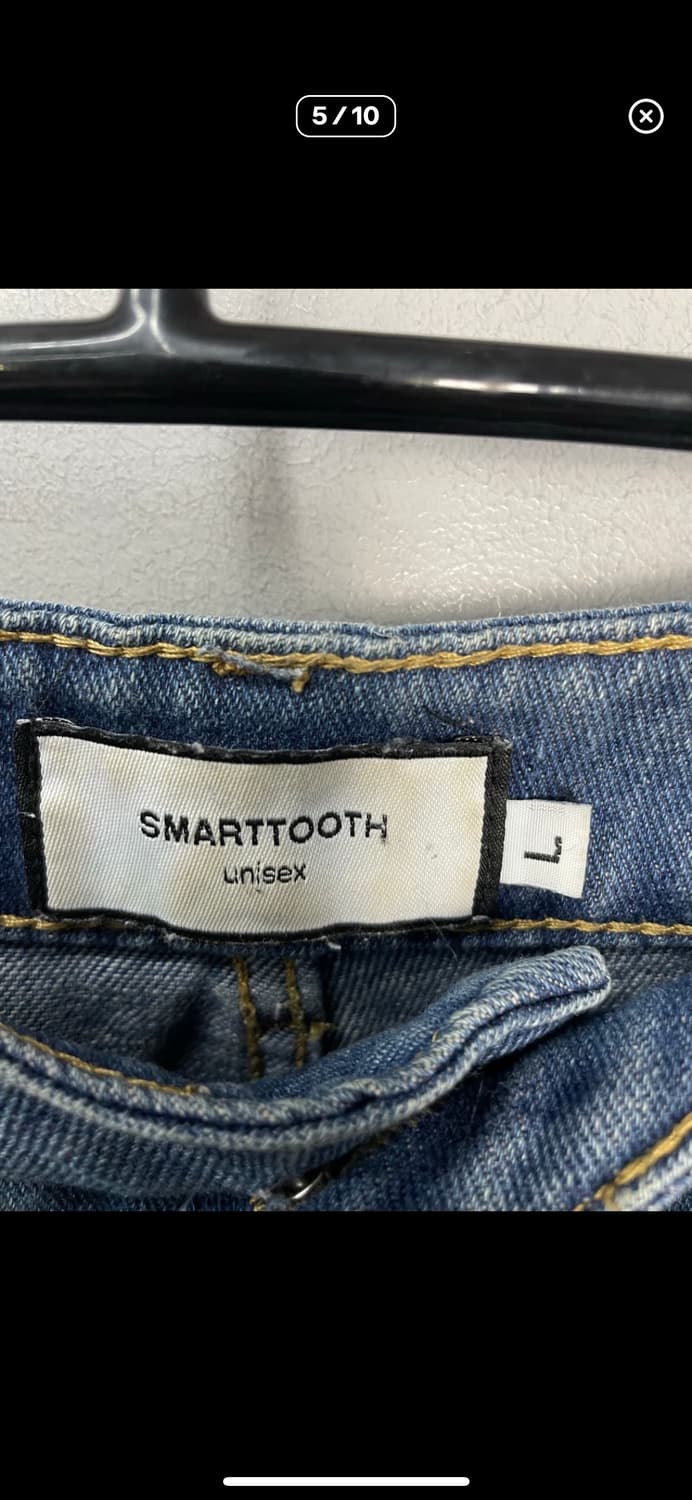 5/10
SMARTTOOTH
unisex
L